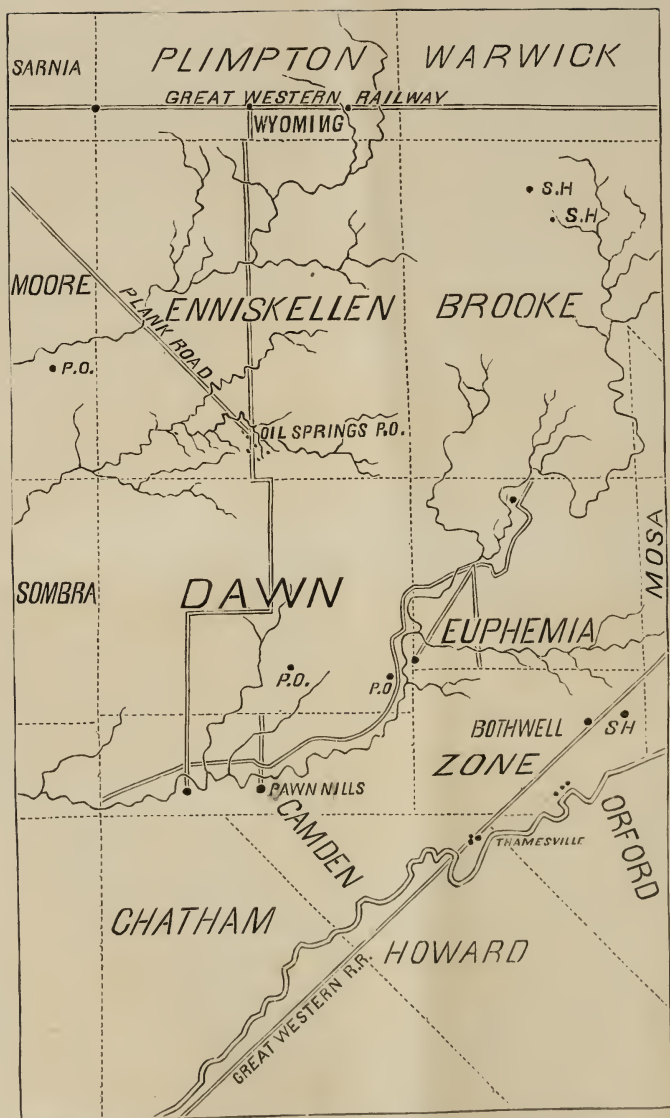 SARNIA
PLIMPTON
WARWICK
GREAT WESTERN RAILWAY
WYOMING
S.H
S.H
MOORE
PLANK ROAD
ENNISKELLEN
BROOKE
P.O.
OIL SPRINGS P.O.
MOSA
SOMBRA
DAWN
EUPHEMIA
P.O.
P.O
BOTHWELL
SH
ZONE
PAWN NILLS
CAMDEN
THAMESVILLE
ORFORD
CHATHAM
HOWARD
GREAT WESTERN R.R.